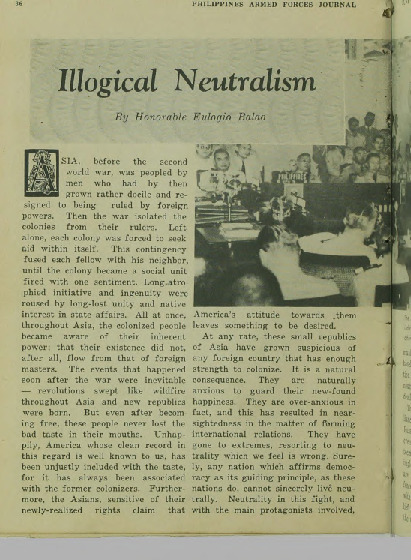 36
PHILIPPINES ARMED FORCES JOURNAL
Illogical Neutralism
By Honorable Eulogio Balao
ASIA, before the second
world war, was peopled by
men who had by then
grown rather docile and re-
signed to being ruled by foreign
powers. Then the war isolated the
colonies from their rulers. Left
alone, each colony was forced to seek
aid within itself. This contingency
fused each fellow with his neighbor,
until the colony became a social unit
fired with one sentiment. Long-atro
phied initiative and ingenuity were
roused by long-lost unity and native
interest in state affairs. All at once,
throughout Asia, the colonized people
became aware of their inherent
power; that their existence did not,
after all, flow from that of foreign
masters. The events that happened
soon after the war were inevitable
— revolutions swept like wildfire
throughout Asia and new republics
were born. But even after becom
ing free, these people never lost the
bad taste in their mouths. Unhap-
pily, America whose clean record in
this regard is well known to us, has
been unjustly included with the taste,
for it has always been associated
with the former colonizers. Further-
more, the Asians, sensitive of their
newly-realized rights claim that
PHILIPPINES
America's attitude towards them
leaves something to be desired.
At any rate, these small republics
of Asia have grown suspicious of
any foreign country that has enough
strength to colonize. It is a natural
consequence. They are naturally
anxious to guard their new-found
happiness. They are over-anxious in
fact, and this has resulted in near-
sightedness in the matter of forming
international relations. They have
gone to extremes, resorting to neu-
trality which we feel is wrong. Sure-
ly, any nation which affirms democ-
racy as its guiding principle, as these
nations do, cannot sincerely live neu-
trally. Neutrality in this fight, and
with the main protagonists involved,